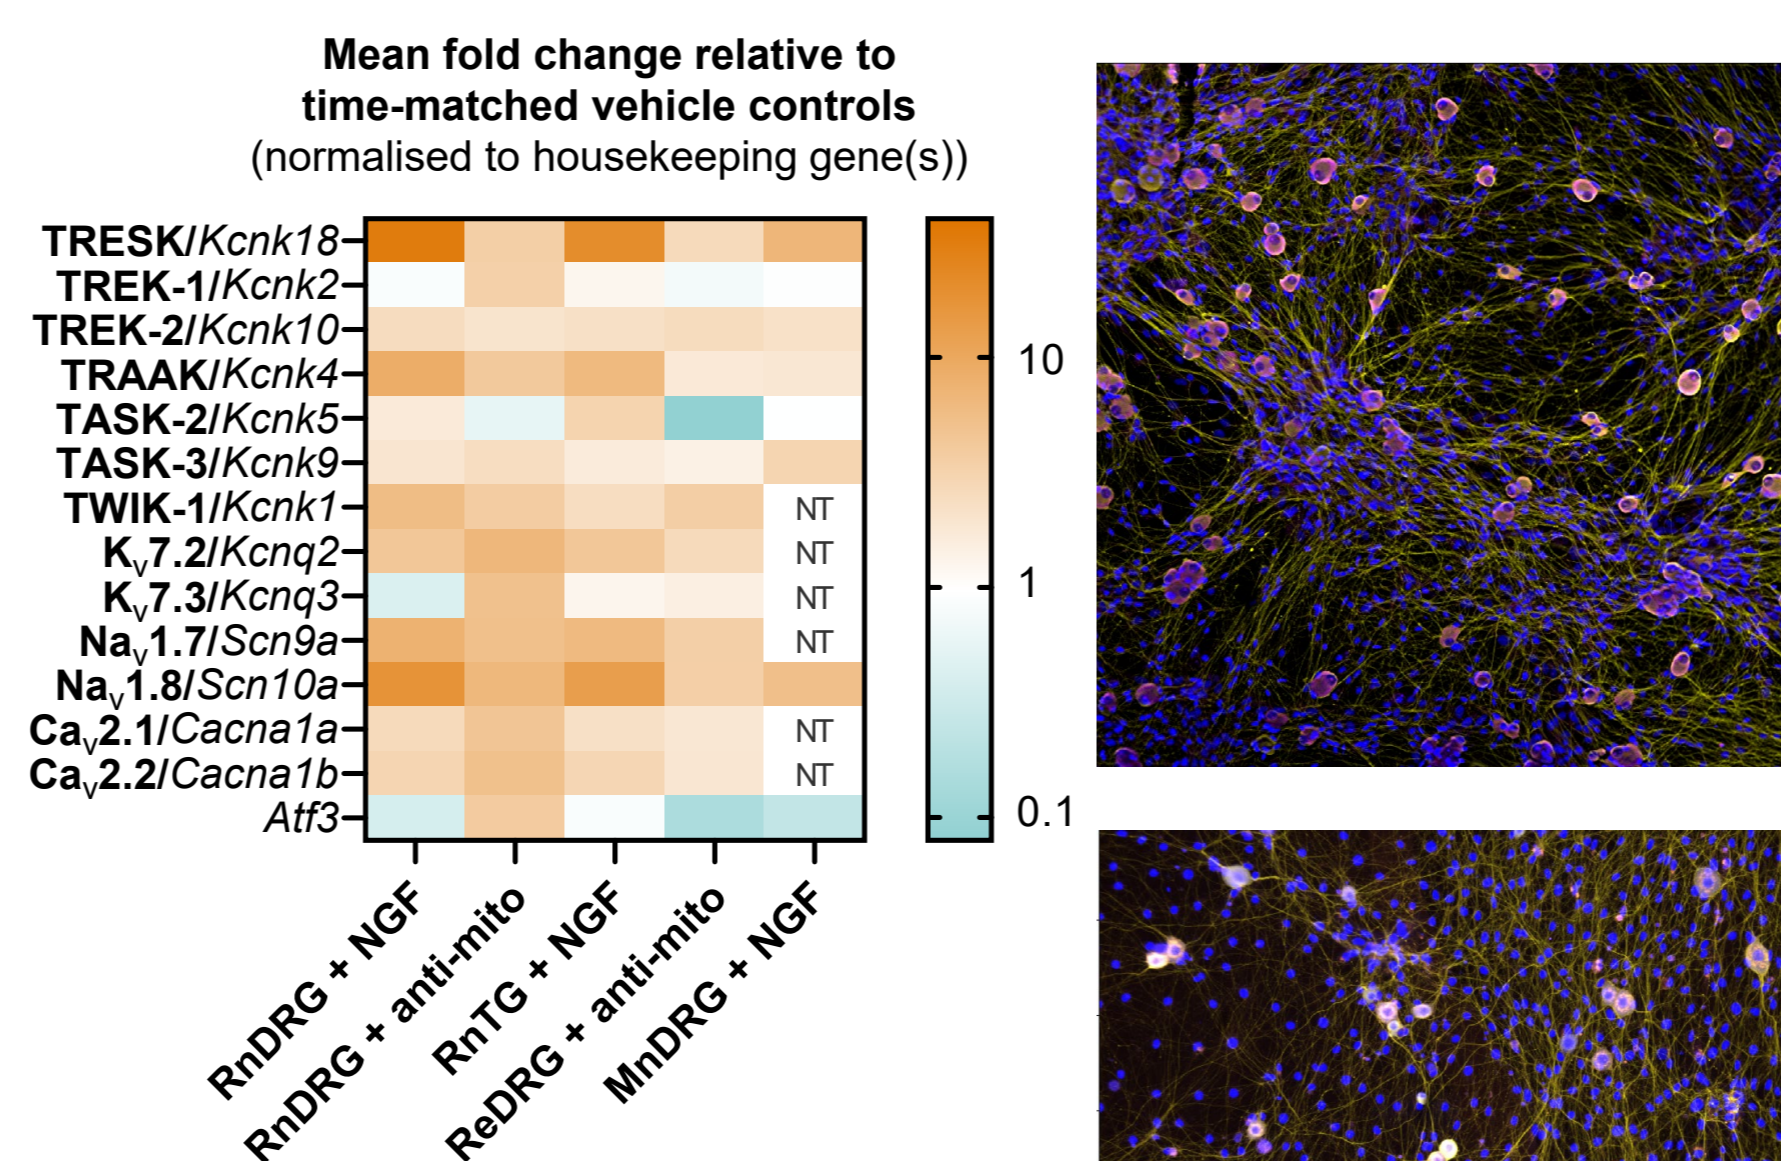 Mean fold change relative to
time-matched vehicle controls
(normalised to housekeeping gene(s))
TRESK/Kcnk18
TREK-1/Kcnk2
TREK-2/Kcnk10
TRAAK/Kcnk4
TASK-2/Kcnk5
TASK-3/Kcnk9
TWIK-1/Kcnk1 NT
Kv7.2/Kcnq2 NT
Kv7.3/Kcnq3 NT
Nav1.7/Scn9a NT
Nav1.8/Scn10a
Cav2.1/Cacna1a NT
Cav2.2/Cacna1b NT
Atf3
10
1
0.1
RnDRG + NGF
RnDRG + anti-mito
RnTG + NGF
ReDRG + anti-mito
MnDRG + NGF